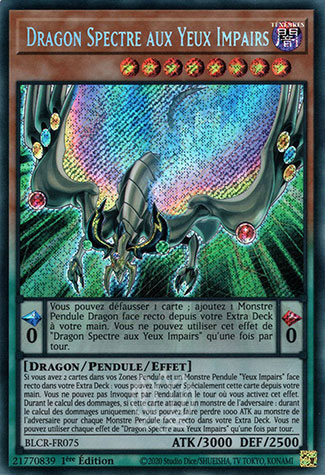 DRAGON SPECTRE AUX YEUX IMPAIRS
TÉNÈBRES
闇
Vous pouvez défausser 1 carte ; ajoutez 1 Monstre
Pendule Dragon face recto depuis votre Extra Deck
à votre main. Vous ne pouvez utiliser cet effet de
"Dragon Spectre aux Yeux Impairs" qu'une fois par
tour.
0
0
[DRAGON/PENDULE/EFFET]
Si vous avez 2 cartes dans vos Zones Pendule et un Monstre Pendule "Yeux Impairs" face
recto dans votre Extra Deck : vous pouvez Invoquer Spécialement cette carte depuis votre
main. Vous ne pouvez pas Invoquer par Pendulation le tour où vous activez cet effet.
Durant le calcul des dommages, si cette carte attaque un monstre de l'adversaire : durant le
calcul des dommages uniquement, vous pouvez faire perdre 1000 ATK au monstre de
l'adversaire pour chaque Monstre Pendule face recto dans votre Extra Deck. Vous ne
pouvez utiliser chaque effet de "Dragon Spectre aux Yeux Impairs" qu'une fois par tour.
BLCR-FR075
ATK/3000 DEF/2500
21770839
1ère Edition
©2020 Studio Dice/SHUEISHA, TV TOKYO, KONAMI